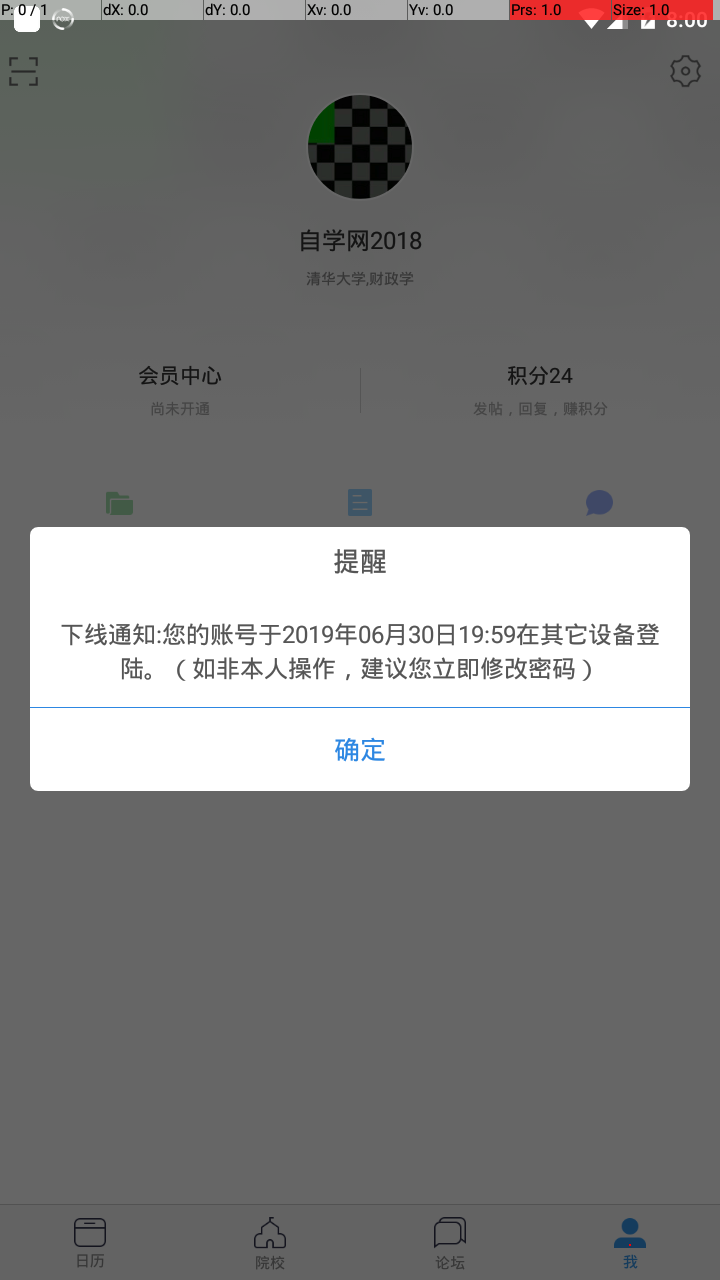 P: 0 / 1 dX: 0.0 dY: 0.0 Xv: 0.0 Yv: 0.0 Prs: 1.0 Size: 1.0
8:00
自学网2018
清华大学,财政学
会员中心 积分24
尚未开通 发帖，回复，赚积分
提醒
下线通知:您的账号于2019年06月30日19:59在其它设备登
陆。（如非本人操作，建议您立即修改密码）
确定
日历 院校 论坛 我